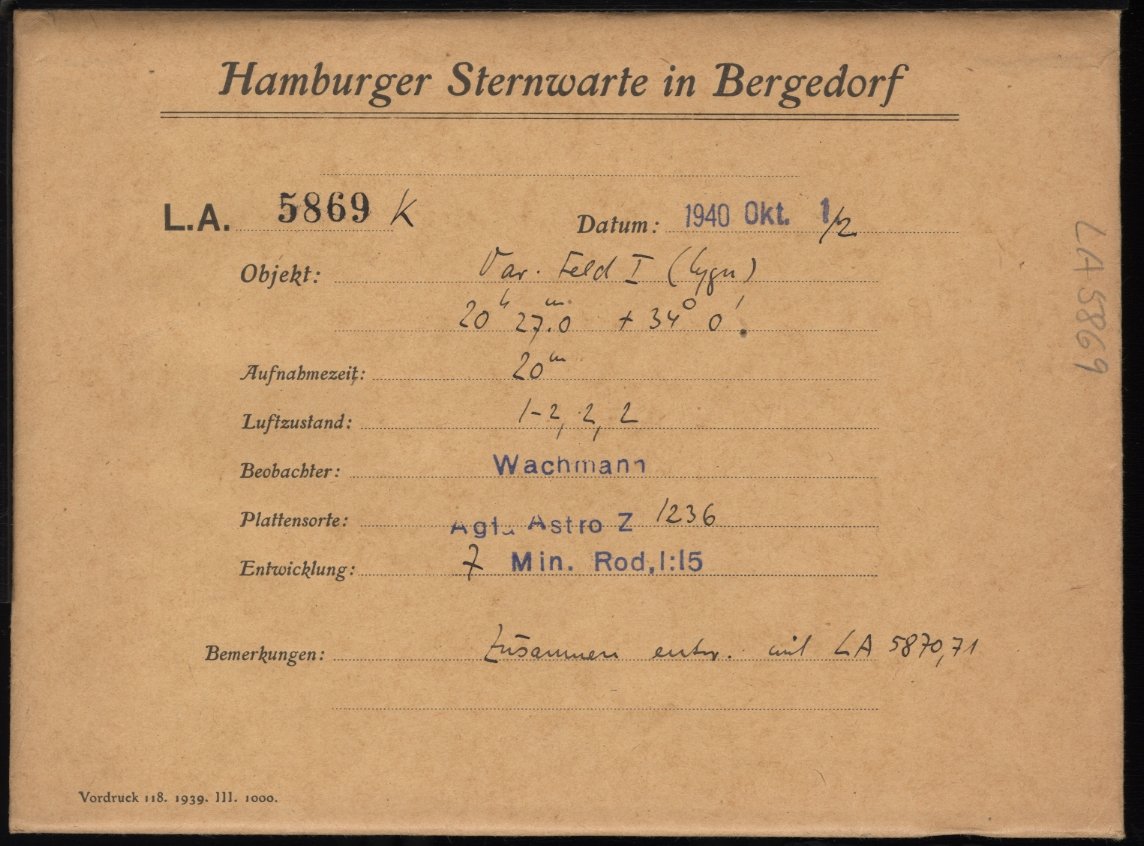 Hamburger Sternwarte in Bergedorf
L.A. 5869 K Datum: 1940 Okt. 1/2
Objekt: Var. Feld I (Cygn)
20h 27m.0 + 34° 0'
Aufnahmezeit: 20m
Luftzustand: 1-2, 2, 2
Beobachter: Wachmann
Plattensorte: Agfa Astro Z 1236
Entwicklung: 7 Min. Rod, 1:15
Bemerkungen: Zusammen entw. mit LA 5870,71
Vordruck 118. 1939. III. 1000.
LA 5869